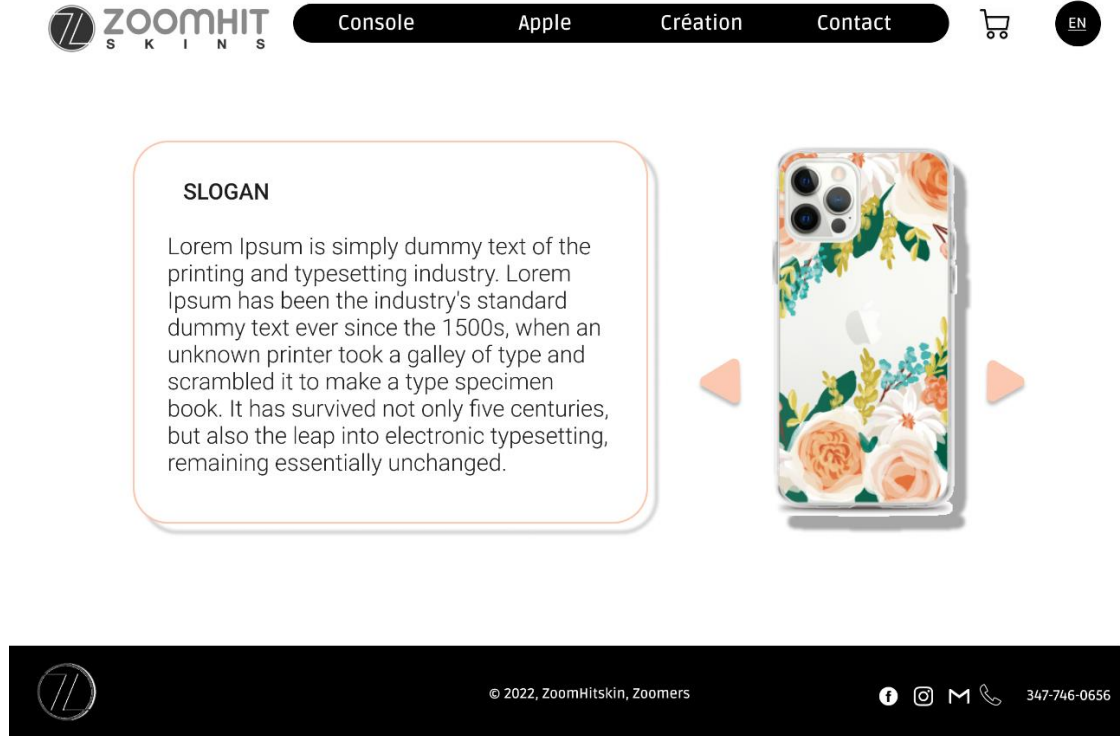 ZOOMHIT
SKINS
Console
Apple
Création
Contact
EN
SLOGAN
Lorem Ipsum is simply dummy text of the
printing and typesetting industry. Lorem
Ipsum has been the industry's standard
dummy text ever since the 1500s, when an
unknown printer took a galley of type and
scrambled it to make a type specimen
book. It has survived not only five centuries,
but also the leap into electronic typesetting,
remaining essentially unchanged.
© 2022, ZoomHitskin, Zoomers
347-746-0656